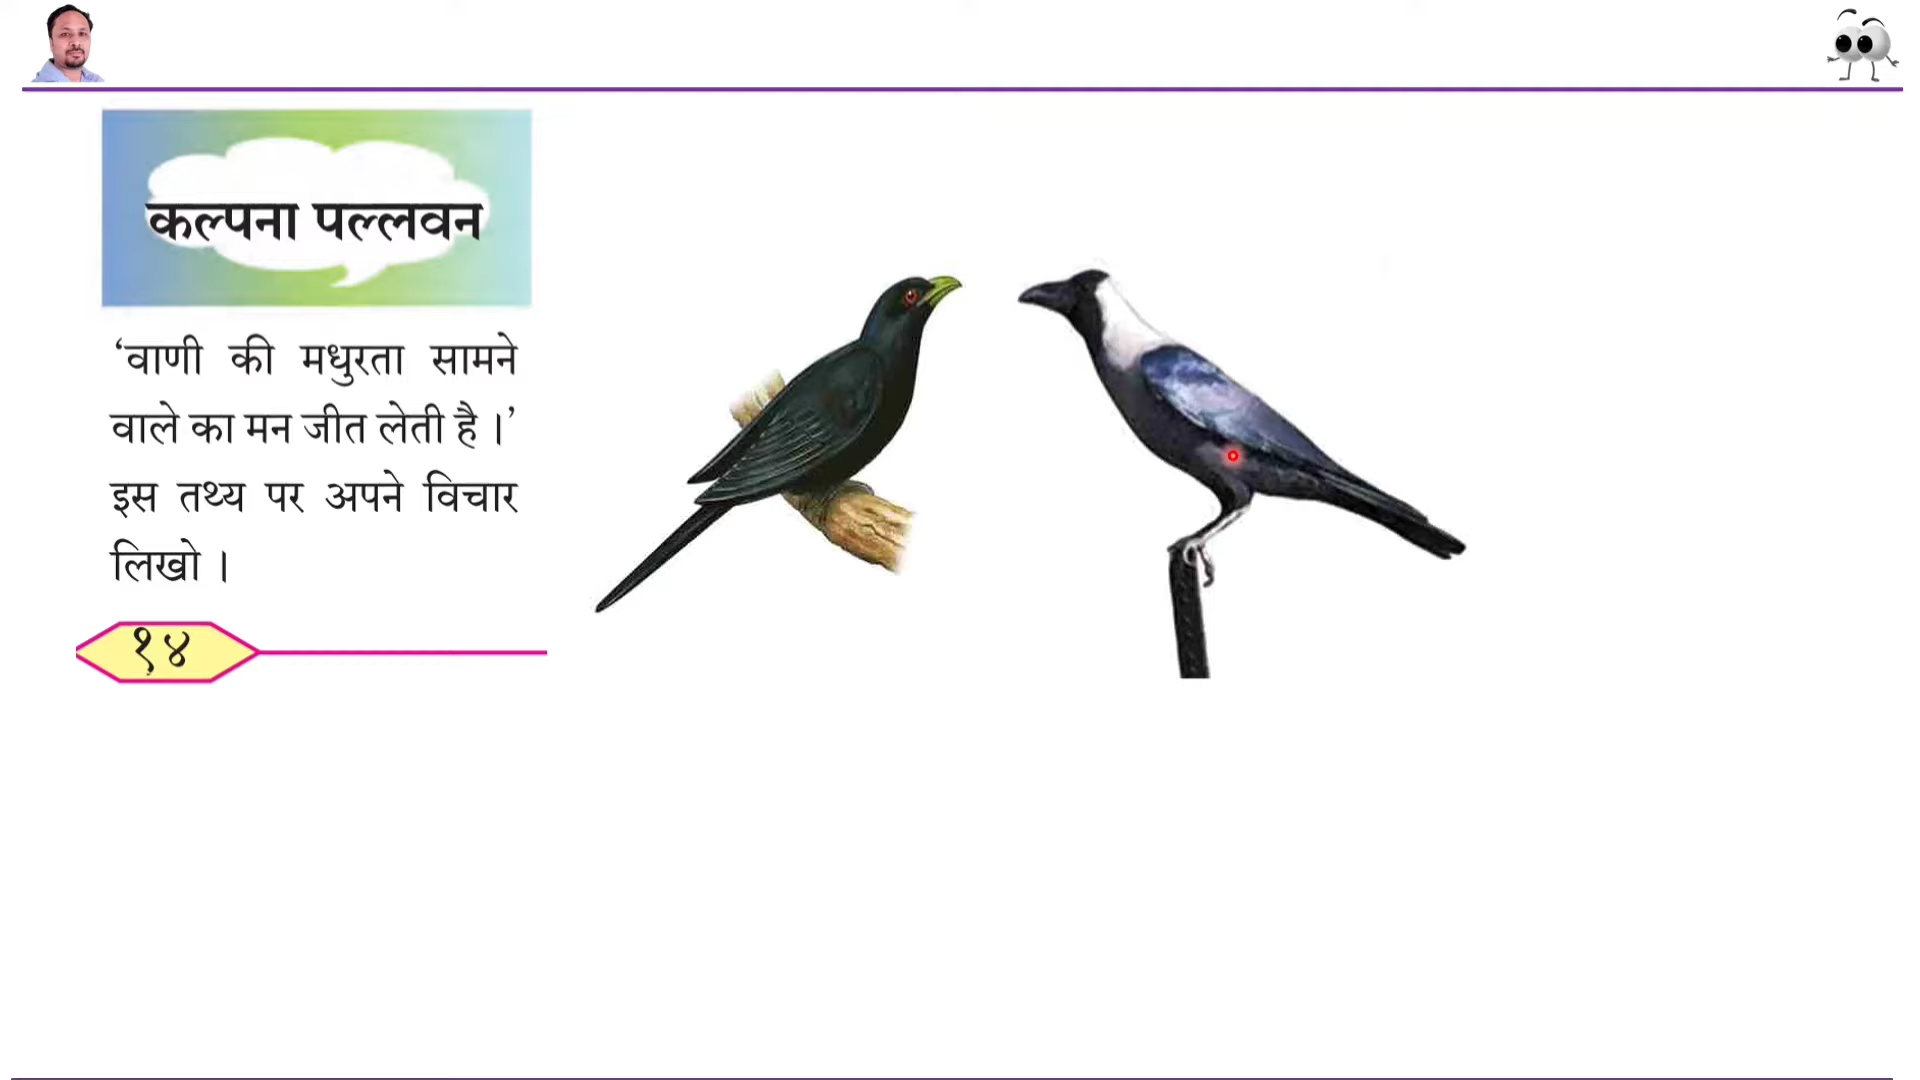 कल्पना पल्लवन
‘वाणी की मधुरता सामने
वाले का मन जीत लेती है ।’
इस तथ्य पर अपने विचार
लिखो ।
१४